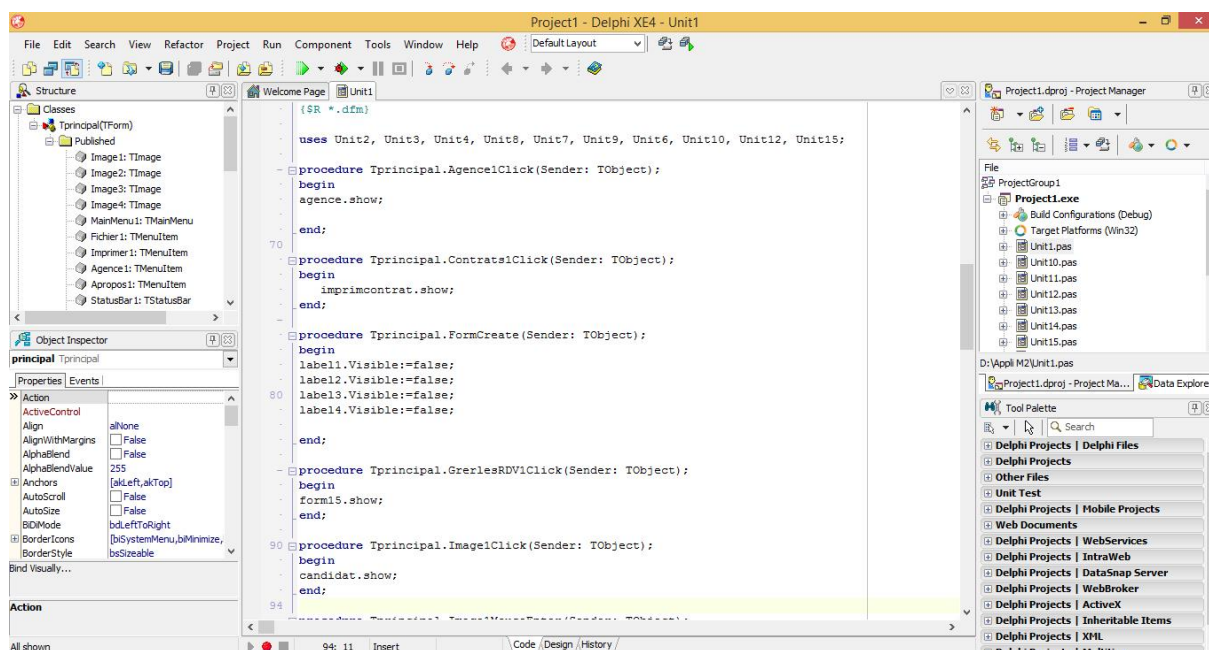 Project1 - Delphi XE4 - Unit1
File Edit Search View Refactor Project Run Component Tools Window Help Default Layout
Structure
Classes
Tprincipal(TForm)
Published
Image1: TImage
Image2: TImage
Image3: TImage
Image4: TImage
MainMenu1: TMainMenu
Fichier1: TMenuItem
Imprimer1: TMenuItem
Agence1: TMenuItem
Apropos1: TMenuItem
StatusBar1: TStatusBar
Object Inspector
principal Tprincipal
Properties Events
Action
ActiveControl
Align alNone
AlignWithMargins False
AlphaBlend False
AlphaBlendValue 255
Anchors [akLeft,akTop]
AutoScroll False
AutoSize False
BiDiMode bdLeftToRight
BorderIcons [biSystemMenu,biMinimize,
BorderStyle bsSizeable
Bind Visually...
Action
All shown
Welcome Page Unit1
{$R *.dfm}
uses Unit2, Unit3, Unit4, Unit8, Unit7, Unit9, Unit6, Unit10, Unit12, Unit15;
procedure Tprincipal.Agence1Click(Sender: TObject);
begin
agence.show;
end;
70
procedure Tprincipal.Contrats1Click(Sender: TObject);
begin
imprimcontrat.show;
end;
procedure Tprincipal.FormCreate(Sender: TObject);
begin
label1.Visible:=false;
label2.Visible:=false;
80 label3.Visible:=false;
label4.Visible:=false;
end;
procedure Tprincipal.GrerlesRDV1Click(Sender: TObject);
begin
form15.show;
end;
90 procedure Tprincipal.Image1Click(Sender: TObject);
begin
candidat.show;
end;
94
procedure Tprincipal.Image1MouseEnter(Sender: TObject);
94: 11 Insert Code Design History
Project1.dproj - Project Manager
File
ProjectGroup1
Project1.exe
Build Configurations (Debug)
Target Platforms (Win32)
Unit1.pas
Unit10.pas
Unit11.pas
Unit12.pas
Unit13.pas
Unit14.pas
Unit15.pas
D:\Appli M2\Unit1.pas
Project1.dproj - Project Ma... Data Explore
Tool Palette
Search
Delphi Projects | Delphi Files
Delphi Projects
Other Files
Unit Test
Delphi Projects | Mobile Projects
Web Documents
Delphi Projects | WebServices
Delphi Projects | IntraWeb
Delphi Projects | DataSnap Server
Delphi Projects | WebBroker
Delphi Projects | ActiveX
Delphi Projects | Inheritable Items
Delphi Projects | XML